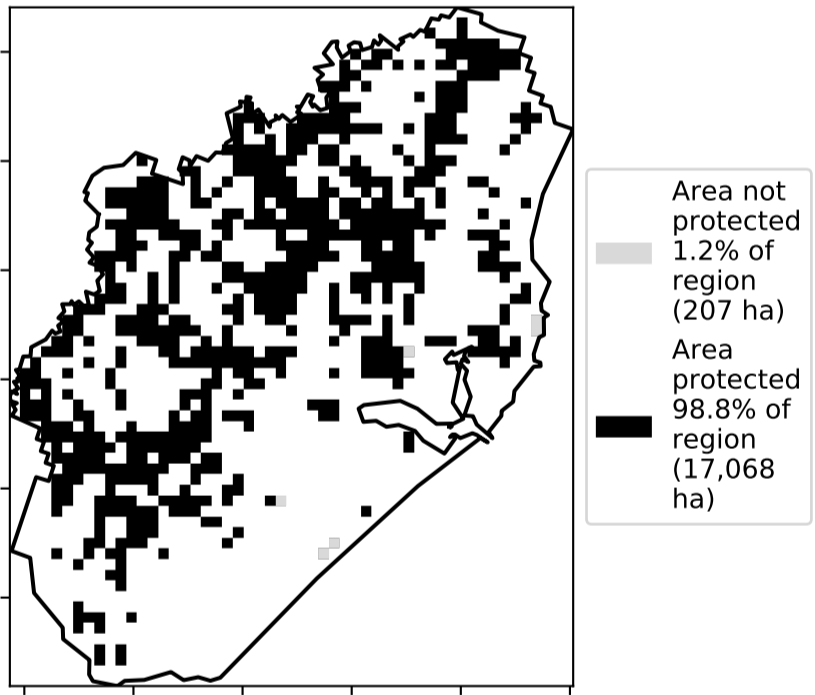 Area not
protected
1.2% of
region
(207 ha)
Area
protected
98.8% of
region
(17,068
ha)